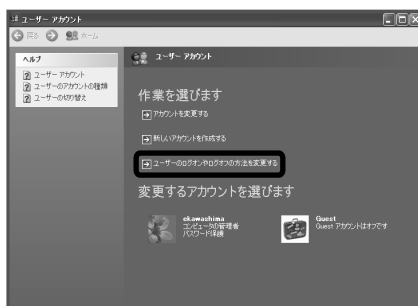 ユーザー アカウント
戻る
ホーム
ヘルプ
ユーザー アカウント
ユーザーのアカウントの種類
ユーザーの切り替え
ユーザー アカウント
作業を選びます
アカウントを変更する
新しいアカウントを作成する
ユーザーのログオンやログオフの方法を変更する
変更するアカウントを選びます
ekawashima
コンピュータの管理者
パスワード保護
Guest
Guest アカウントはオフです